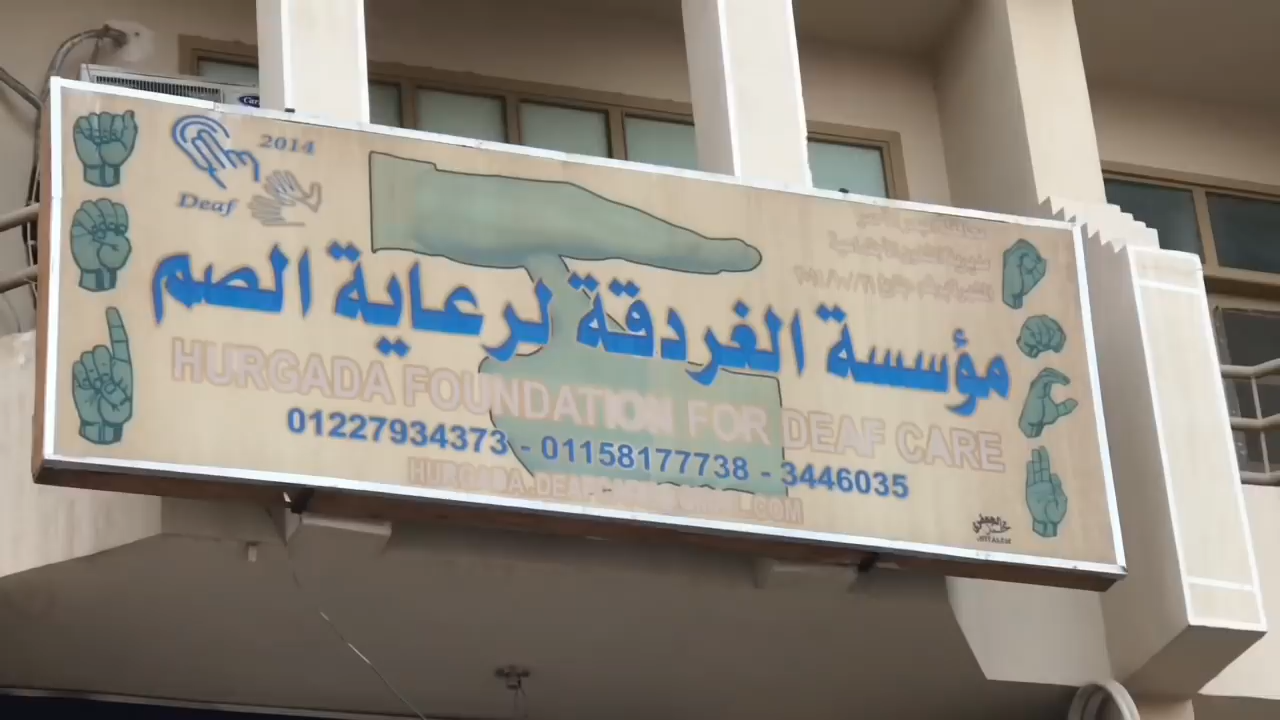 2014
Deaf
مؤسسة الغردقة لرعاية الصم
HURGADA FOUNDATION FOR DEAF CARE
01227934373 - 01158177738 - 3446035